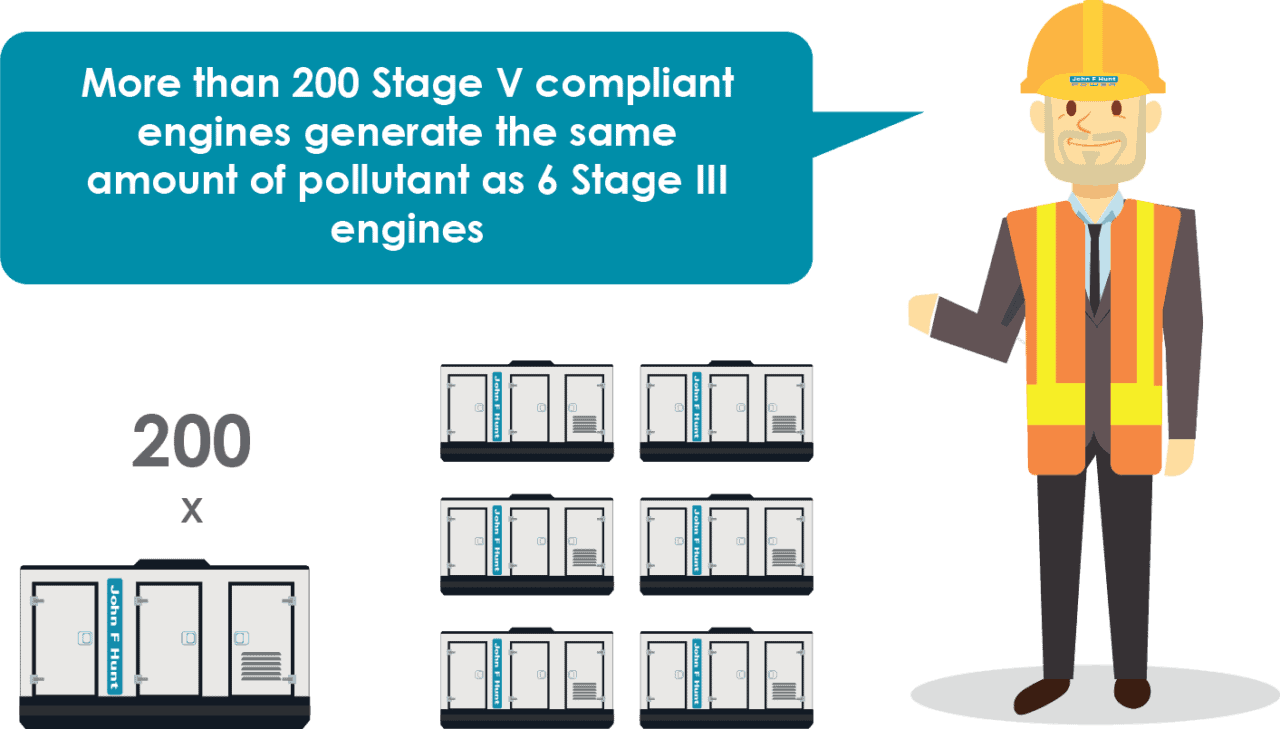 More than 200 Stage V compliant
engines generate the same
amount of pollutant as 6 Stage III
engines
John F Hunt
200
x
John F Hunt
John F Hunt
John F Hunt
John F Hunt
John F Hunt
John F Hunt
John F Hunt